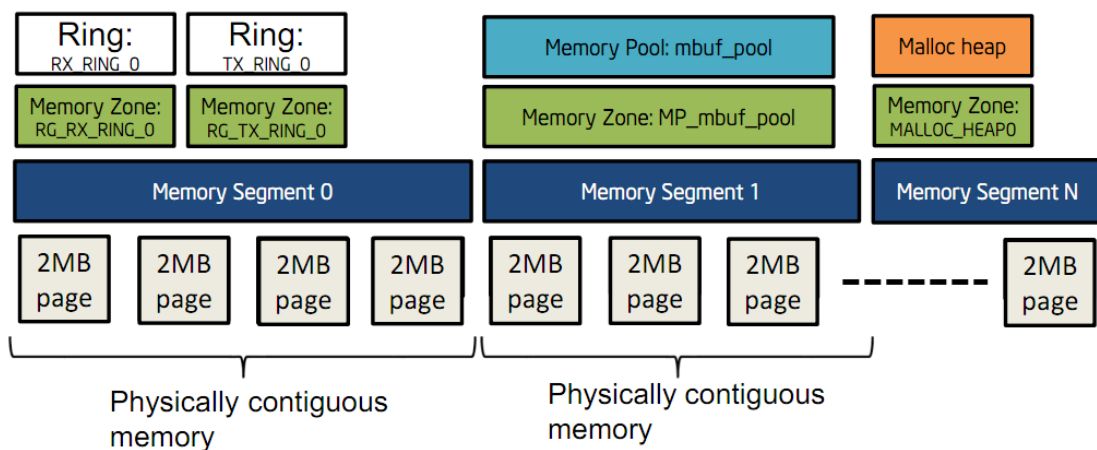 Ring:
RX_RING_0
Ring:
TX_RING_0
Memory Pool: mbuf_pool
Malloc heap
Memory Zone:
RG_RX_RING_0
Memory Zone:
RG_TX_RING_0
Memory Zone: MP_mbuf_pool
Memory Zone:
MALLOC_HEAP0
Memory Segment 0
Memory Segment 1
Memory Segment N
2MB
page
2MB
page
2MB
page
2MB
page
2MB
page
2MB
page
2MB
page
2MB
page
Physically contiguous
memory
Physically contiguous
memory